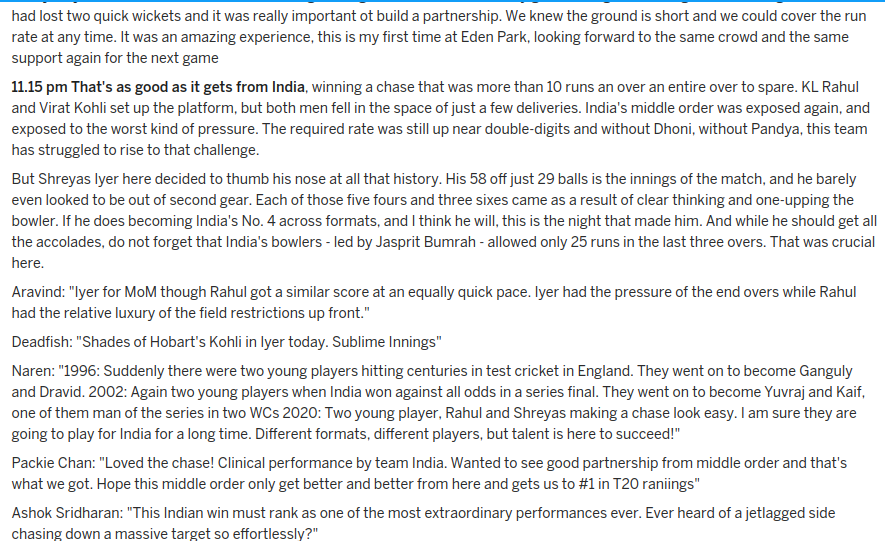 had lost two quick wickets and it was really important ot build a partnership. We knew the ground is short and we could cover the run
rate at any time. It was an amazing experience, this is my first time at Eden Park, looking forward to the same crowd and the same
support again for the next game
11.15 pm That's as good as it gets from India, winning a chase that was more than 10 runs an over an entire over to spare. KL Rahul
and Virat Kohli set up the platform, but both men fell in the space of just a few deliveries. India's middle order was exposed again, and
exposed to the worst kind of pressure. The required rate was still up near double-digits and without Dhoni, without Pandya, this team
has struggled to rise to that challenge.
But Shreyas Iyer here decided to thumb his nose at all that history. His 58 off just 29 balls is the innings of the match, and he barely
even looked to be out of second gear. Each of those five fours and three sixes came as a result of clear thinking and one-upping the
bowler. If he does becoming India's No. 4 across formats, and I think he will, this is the night that made him. And while he should get all
the accolades, do not forget that India's bowlers - led by Jasprit Bumrah - allowed only 25 runs in the last three overs. That was crucial
here.
Aravind: "Iyer for MoM though Rahul got a similar score at an equally quick pace. Iyer had the pressure of the end overs while Rahul
had the relative luxury of the field restrictions up front."
Deadfish: "Shades of Hobart's Kohli in Iyer today. Sublime Innings"
Naren: "1996: Suddenly there were two young players hitting centuries in test cricket in England. They went on to become Ganguly
and Dravid. 2002: Again two young players when India won against all odds in a series final. They went on to become Yuvraj and Kaif,
one of them man of the series in two WCs 2020: Two young player, Rahul and Shreyas making a chase look easy. I am sure they are
going to play for India for a long time. Different formats, different players, but talent is here to succeed!"
Packie Chan: "Loved the chase! Clinical performance by team India. Wanted to see good partnership from middle order and that's
what we got. Hope this middle order only get better and better from here and gets us to #1 in T20 raniings"
Ashok Sridharan: "This Indian win must rank as one of the most extraordinary performances ever. Ever heard of a jetlagged side
chasing down a massive target so effortlessly?"